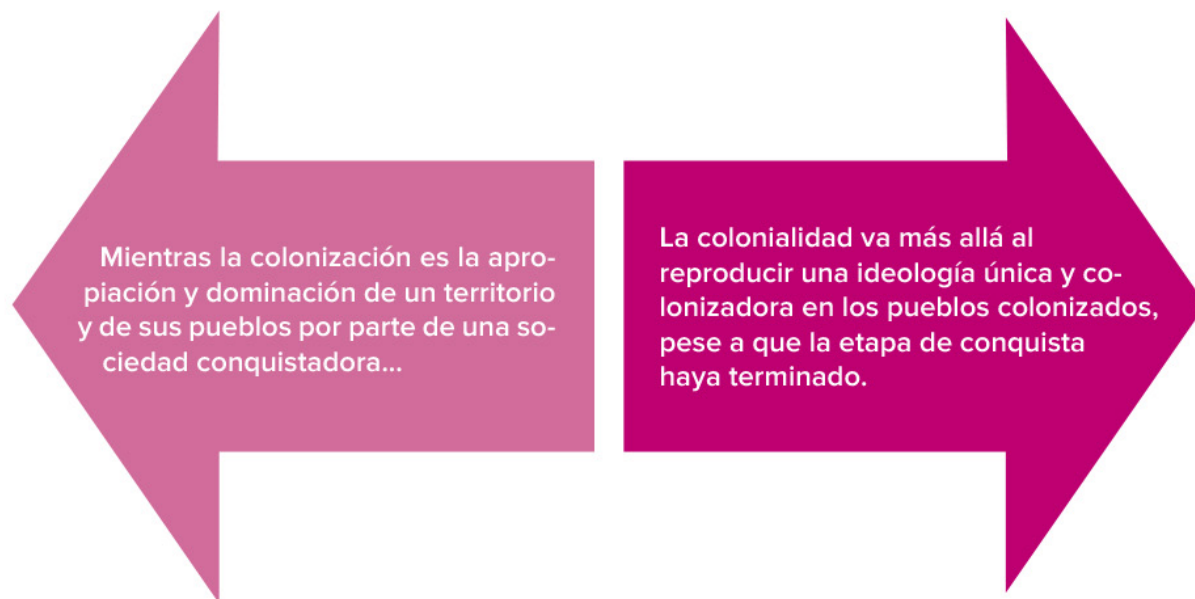 Mientras la colonización es la apro-
piación y dominación de un territorio
y de sus pueblos por parte de una so-
ciedad conquistadora...
La colonialidad va más allá al
reproducir una ideología única y co-
lonizadora en los pueblos colonizados,
pese a que la etapa de conquista
haya terminado.